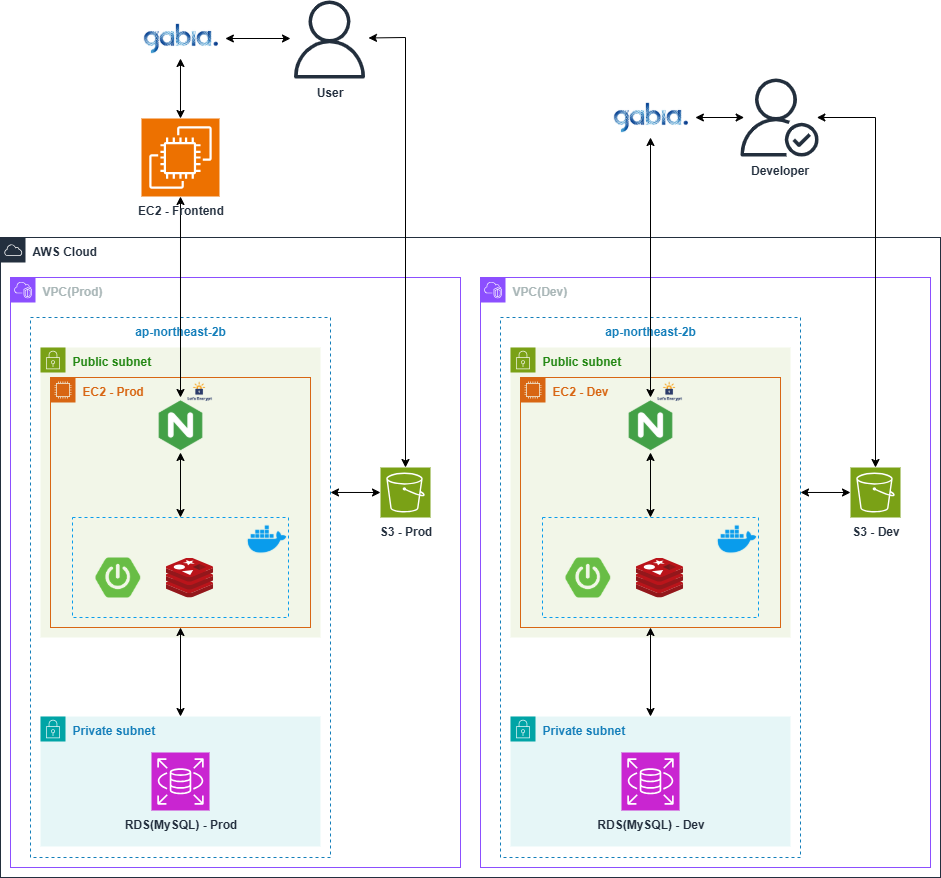 gabia.
User
gabia.
Developer
EC2 - Frontend
AWS Cloud
VPC(Prod)
VPC(Dev)
ap-northeast-2b
ap-northeast-2b
Public subnet
Public subnet
EC2 - Prod
Let's Encrypt
EC2 - Dev
Let's Encrypt
N
N
S3 - Prod
S3 - Dev
Private subnet
Private subnet
RDS(MySQL) - Prod
RDS(MySQL) - Dev